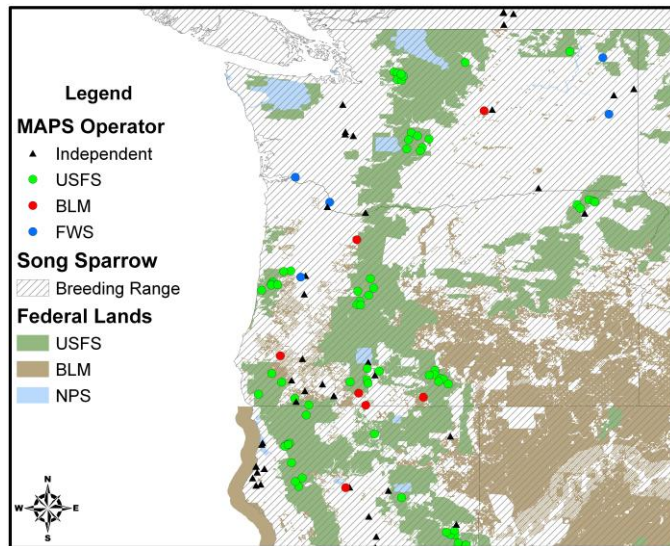 Legend
MAPS Operator
Independent
USFS
BLM
FWS
Song Sparrow
Breeding Range
Federal Lands
USFS
BLM
NPS
N
W E
S